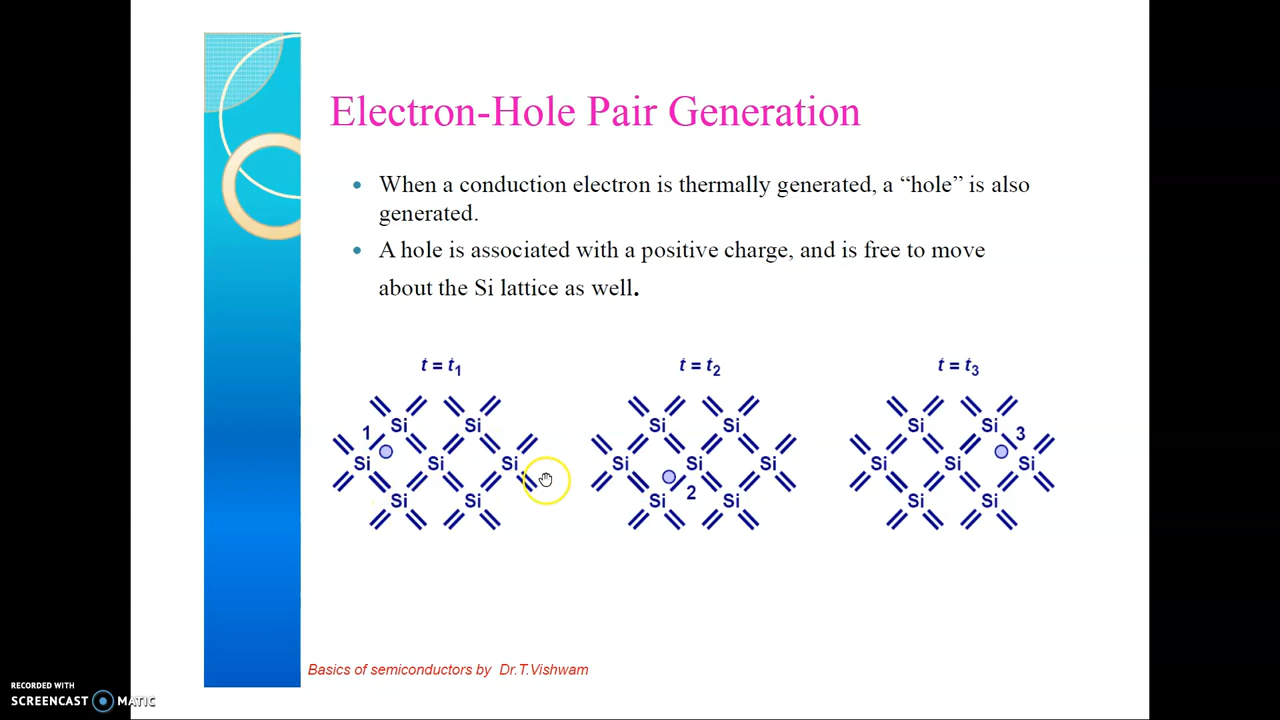 Electron-Hole Pair Generation
• When a conduction electron is thermally generated, a “hole” is also
generated.
• A hole is associated with a positive charge, and is free to move
about the Si lattice as well.
t = t1 t = t2 t = t3
1 Si Si Si Si Si Si 3
Si Si Si Si Si Si Si Si Si
Si Si Si 2 Si Si Si
Basics of semiconductors by Dr.T.Vishwam
RECORDED WITH
SCREENCAST MATIC